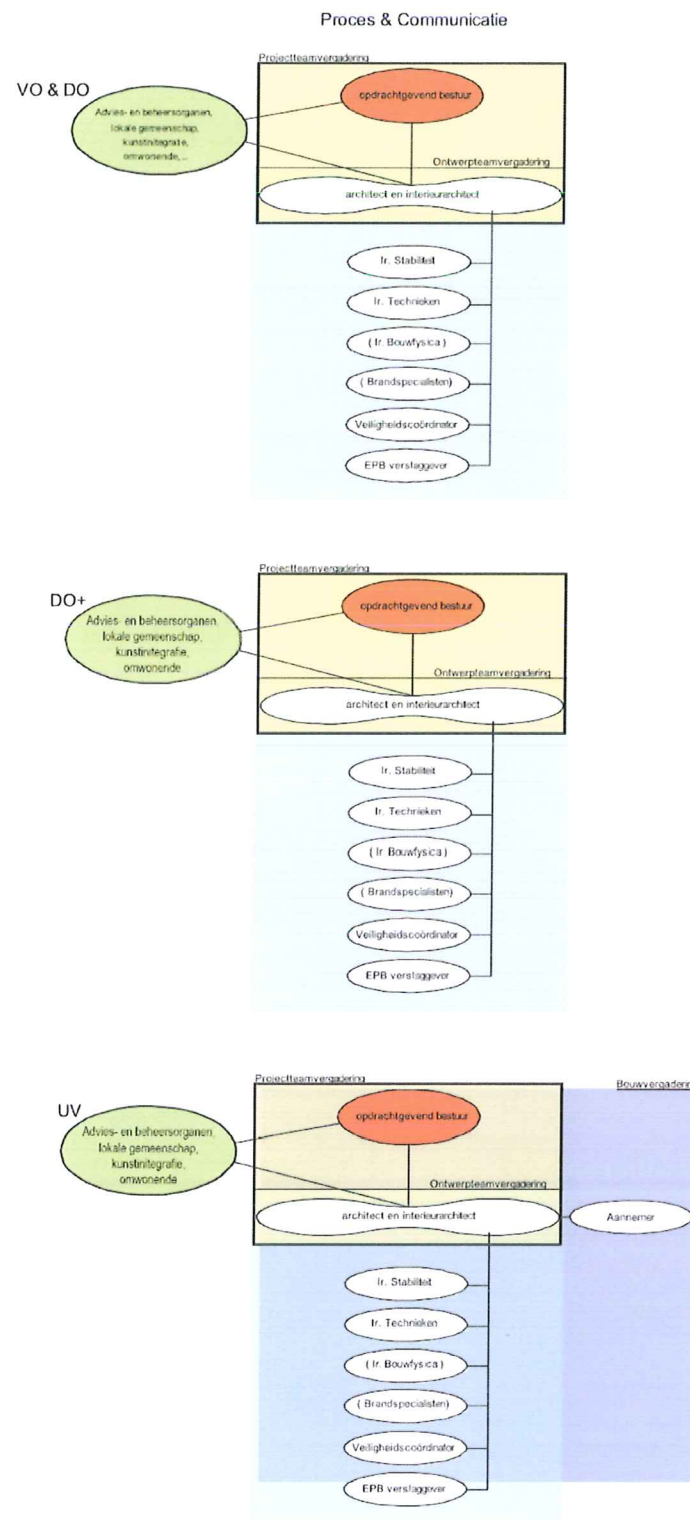 Proces & Communicatie
Projectteamvergadering
VO & DO
Advies- en beheersorganen,
lokale gemeenschap,
kunstinitegratie,
omwonende, ..
opdrachtgevend bestuur
Ontwerpteamvergadering
architect en interieurarchitect
Ir. Stabiliteit
Ir. Technieken
( Ir. Bouwfysica )
( Brandspecialisten)
Veiligheidscoördinator
EPB verslaggever
Projectteamvergadering
DO+
Advies- en beheersorganen,
lokale gemeenschap,
kunstinitegrafie,
omwonende
opdrachtgevend bestuur
Ontwerpteamvergadering
architect en interieurarchitect
Ir. Stabiliteit
Ir. Technieken
( Ir Bouwfysica )
( Brandspecialisten)
Veiligheidscoördinator
EPB verslaggever
Projectteamvergadering
Bouwvergadering
UV
Advies- en beheersorganen,
lokale gemeenschap,
kunstinitegrafie,
omwonende
opdrachtgevend bestuur
Ontwerpteamvergadering
architect en interieurarchitect
Aannemer
Ir. Stabiliteit
Ir. Technieken
( Ir. Bouwfysica )
( Brandspecialisten)
Veiligheidscoördinator
EPB verslaggever